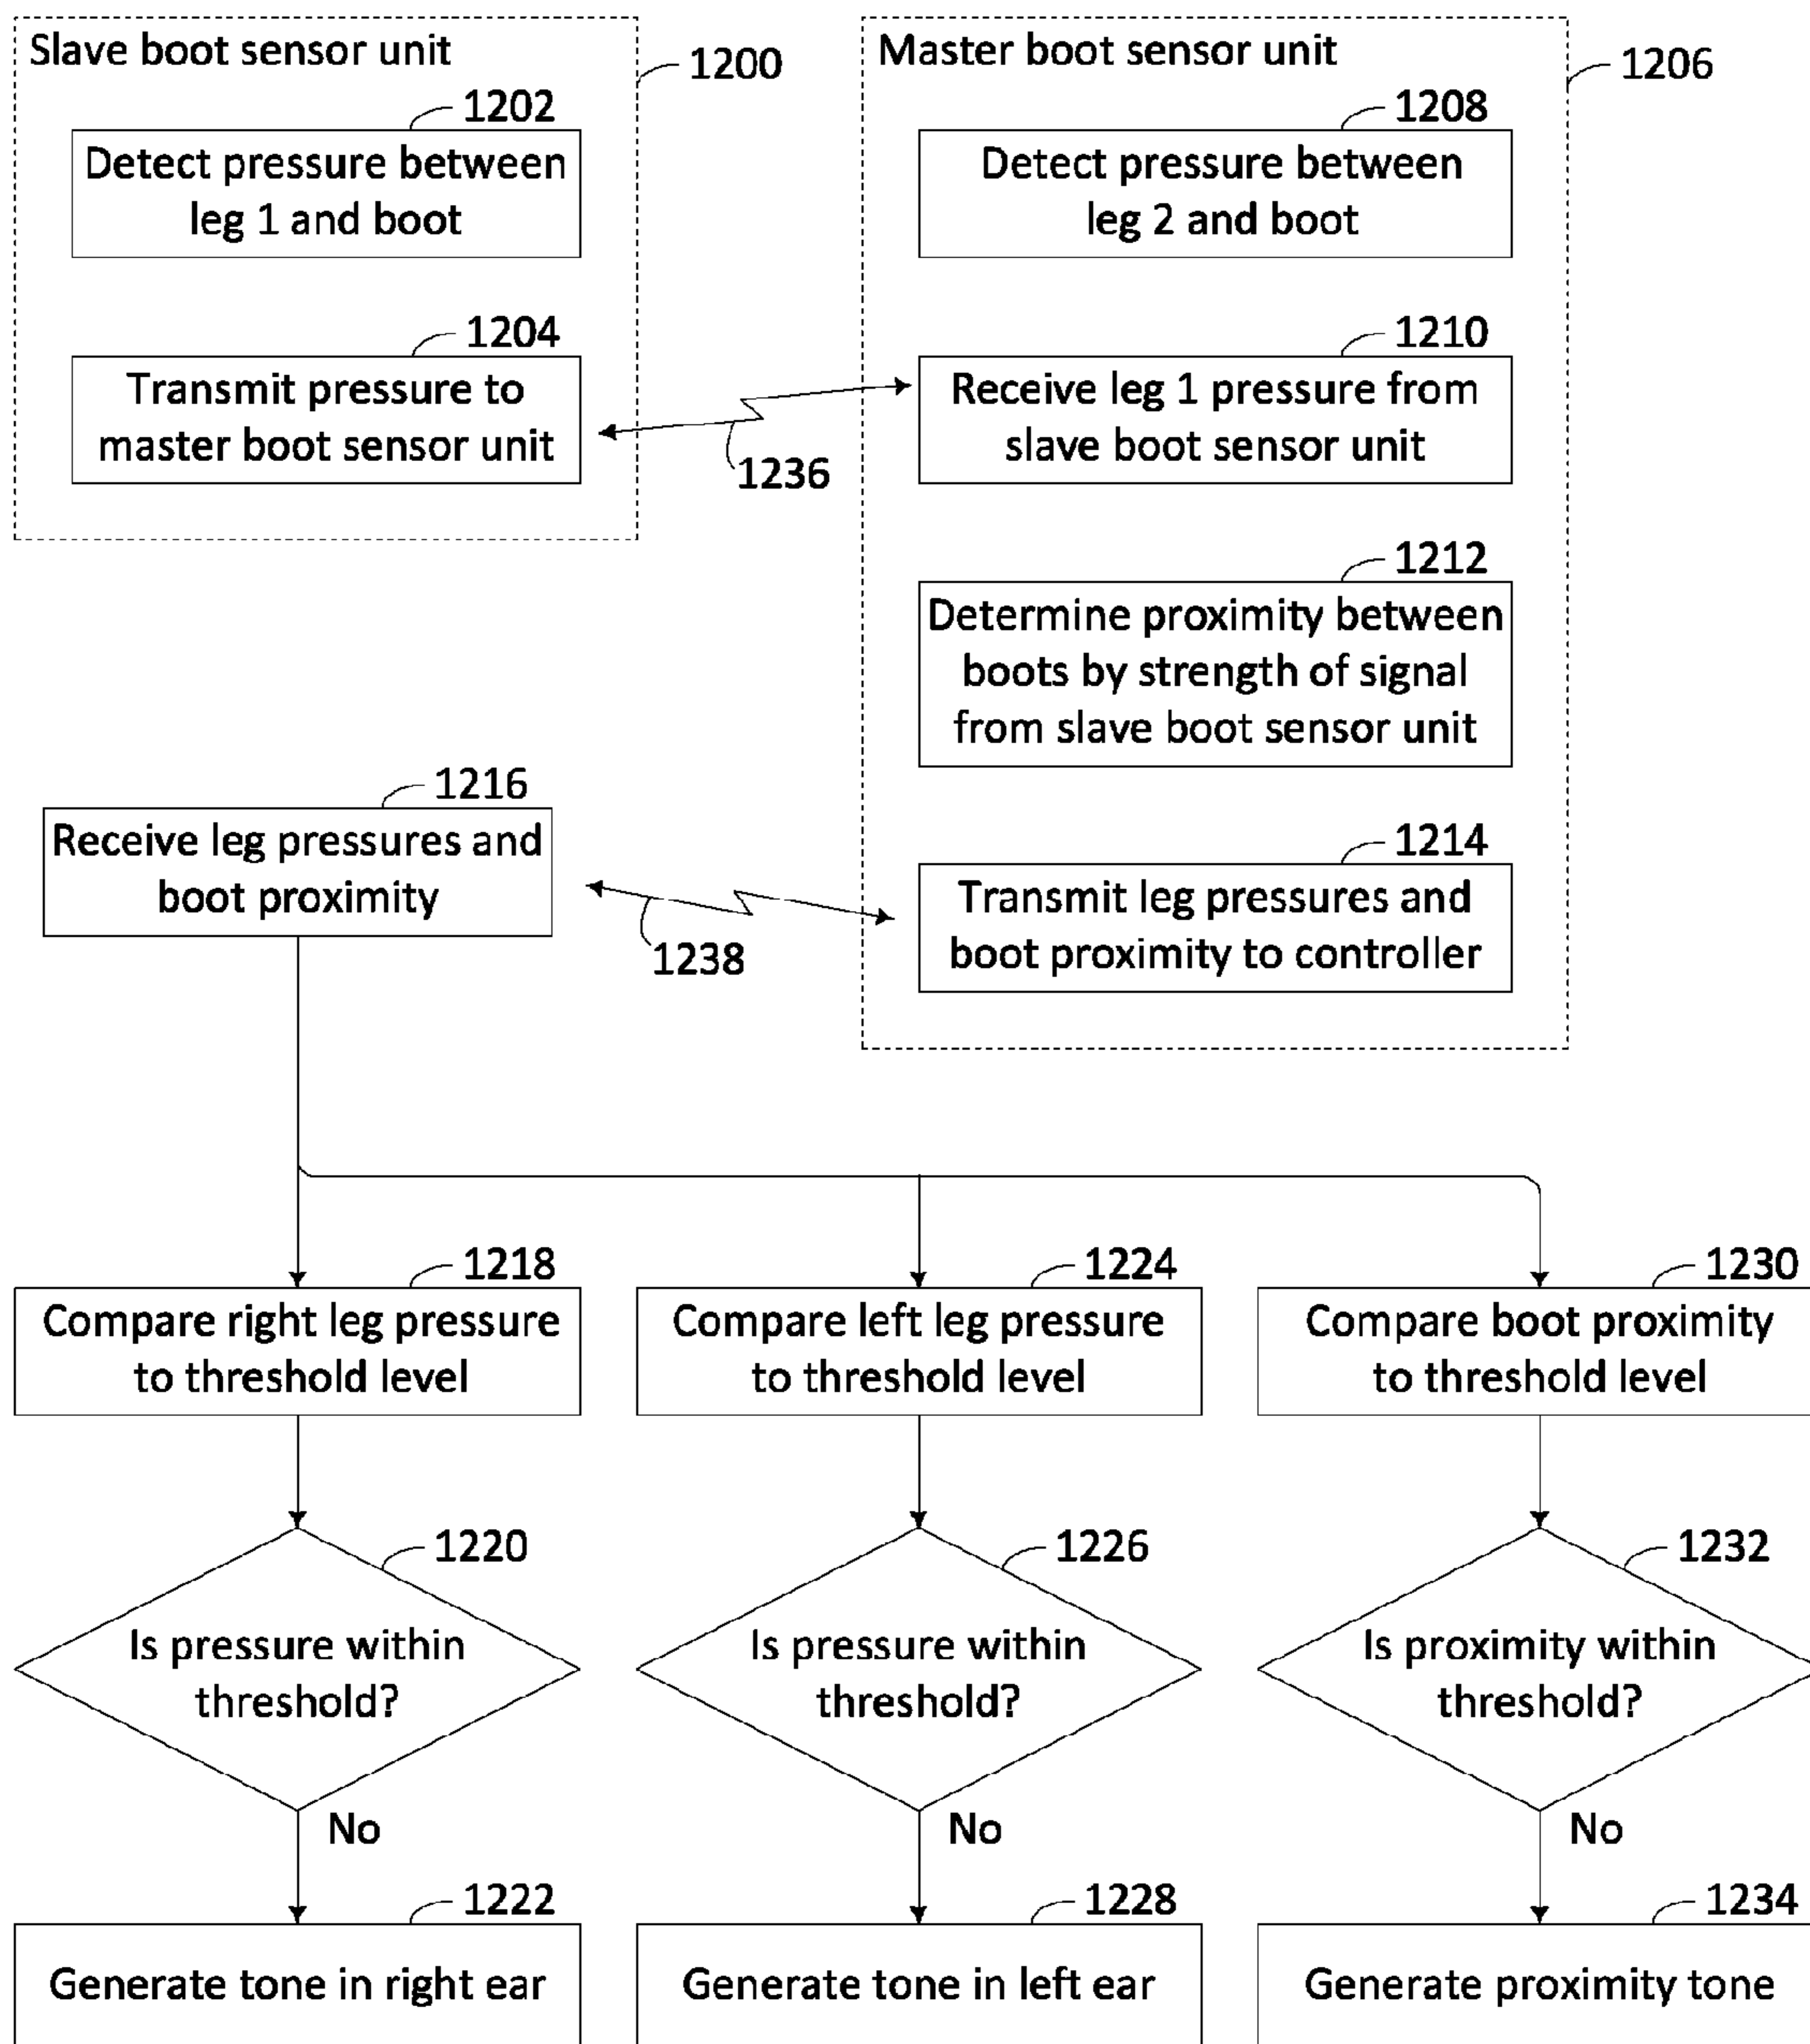 Slave boot sensor unit
1200
1202
Detect pressure between
leg 1 and boot
1204
Transmit pressure to
master boot sensor unit
1236
Master boot sensor unit
1206
1208
Detect pressure between
leg 2 and boot
1210
Receive leg 1 pressure from
slave boot sensor unit
1212
Determine proximity between
boots by strength of signal
from slave boot sensor unit
1214
Transmit leg pressures and
boot proximity to controller
1216
Receive leg pressures and
boot proximity
1238
1218
Compare right leg pressure
to threshold level
1220
Is pressure within
threshold?
No
1222
Generate tone in right ear
1224
Compare left leg pressure
to threshold level
1226
Is pressure within
threshold?
No
1228
Generate tone in left ear
1230
Compare boot proximity
to threshold level
1232
Is proximity within
threshold?
No
1234
Generate proximity tone